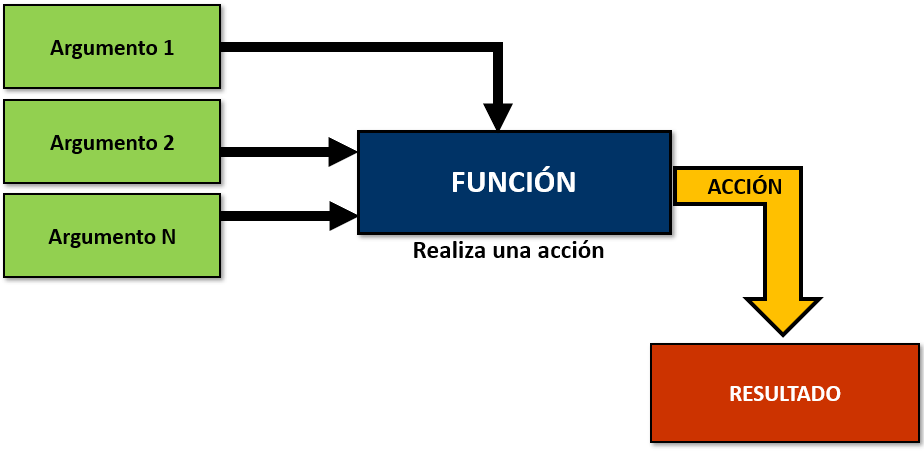 Argumento 1
Argumento 2
Argumento N
FUNCIÓN
Realiza una acción
ACCIÓN
RESULTADO